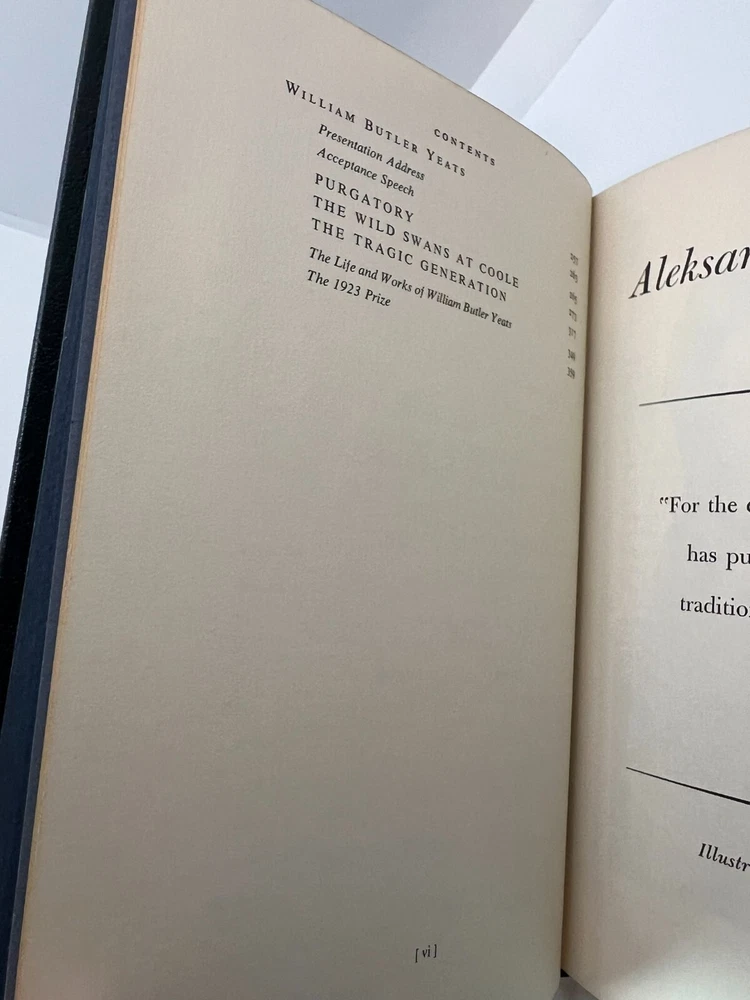 CONTENTS
WILLIAM BUTLER YEATS
Presentation Address
Acceptance Speech
PURGATORY
THE WILD SWANS AT COOLE
THE TRAGIC GENERATION
The Life and Works of William Butler Yeats
The 1923 Prize
[vi]
Aleksan
"For the
has pu
tradition
Illustr